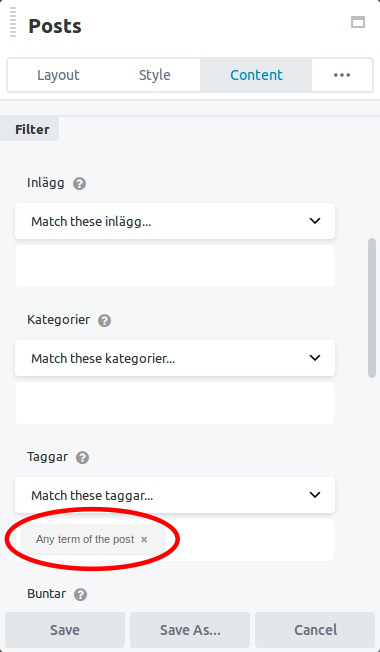 Posts
Layout Style Content •••
Filter
Inlägg ?
Match these inlägg...
Kategorier ?
Match these kategorier...
Taggar ?
Match these taggar...
Any term of the post ×
Buntar ?
Save Save As... Cancel